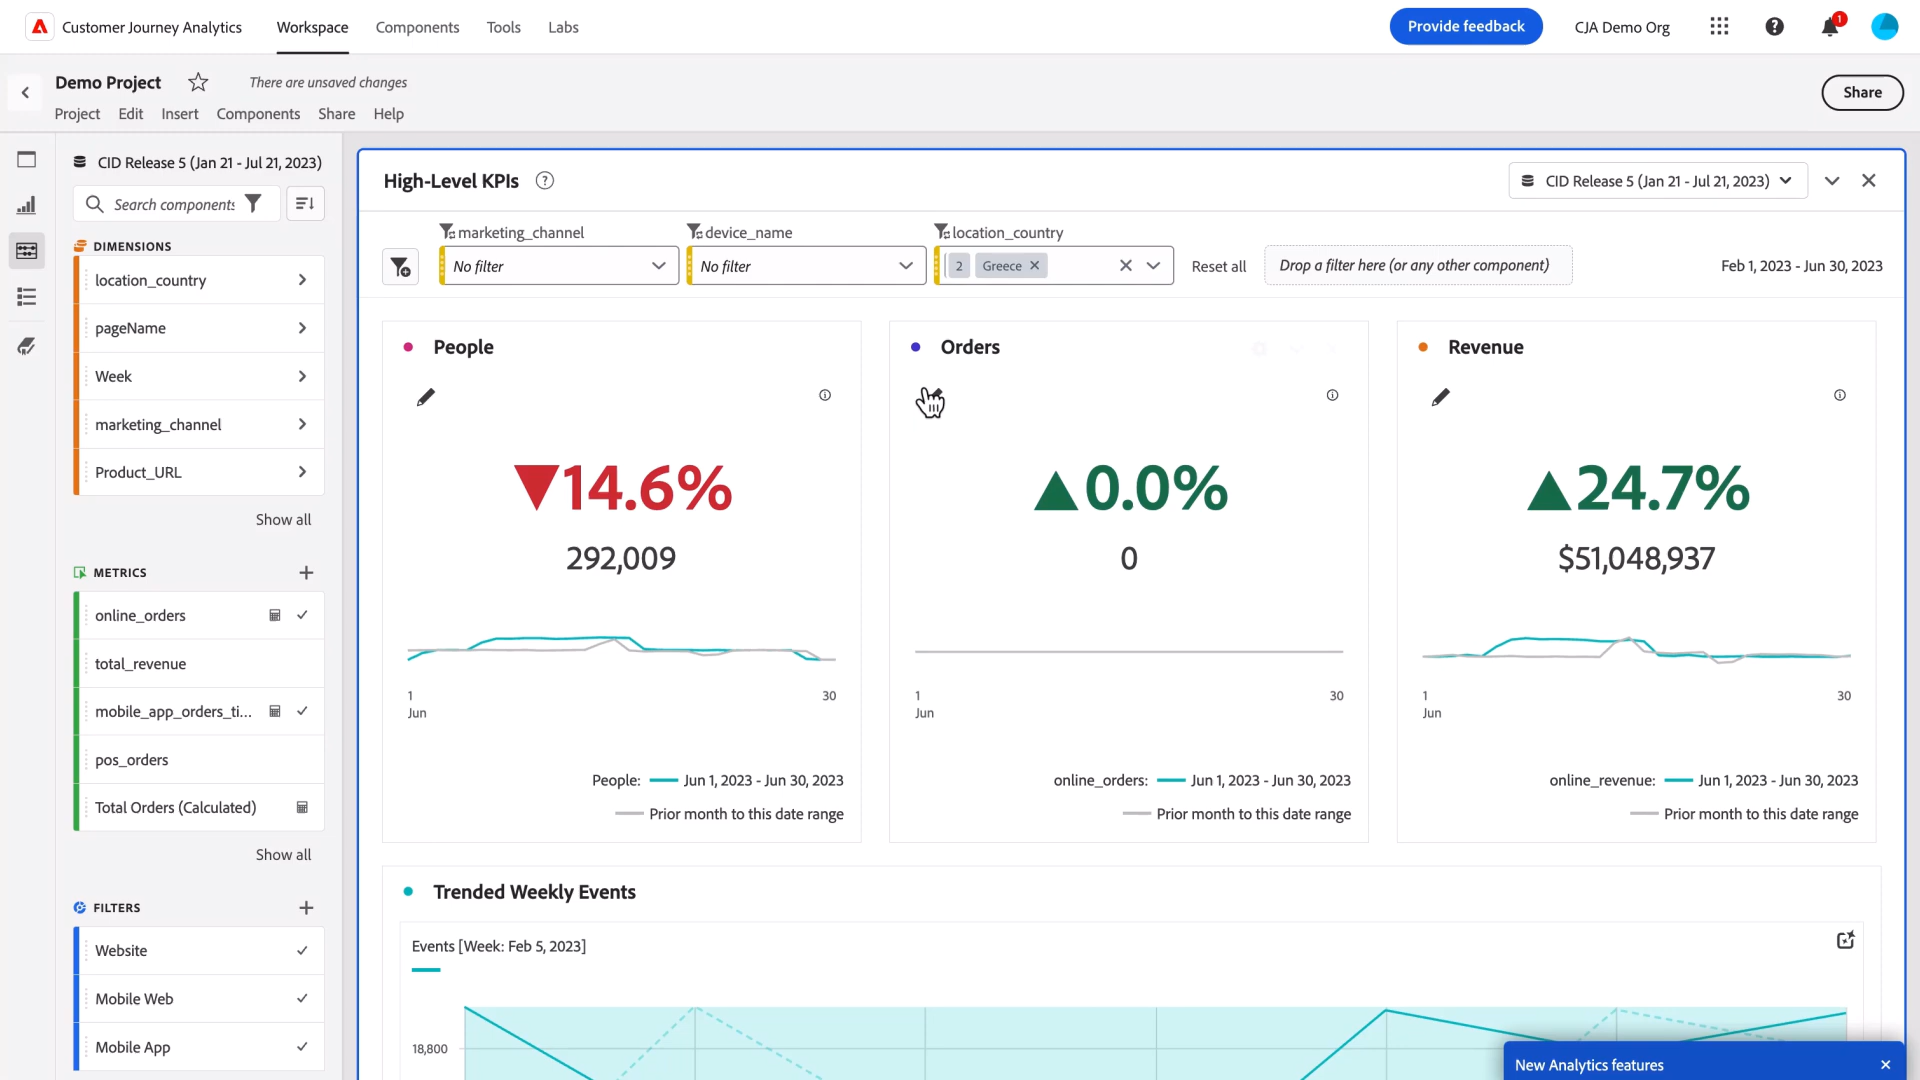 Customer Journey Analytics
Workspace
Components
Tools
Labs
Provide feedback
CJA Demo Org
1
Demo Project
There are unsaved changes
Project
Edit
Insert
Components
Share
Help
Share
CID Release 5 (Jan 21 - Jul 21, 2023)
Search components
DIMENSIONS
location_country
pageName
Week
marketing_channel
Product_URL
Show all
METRICS
online_orders
total_revenue
mobile_app_orders_ti...
pos_orders
Total Orders (Calculated)
Show all
FILTERS
Website
Mobile Web
Mobile App
High-Level KPIs
CID Release 5 (Jan 21 - Jul 21, 2023)
marketing_channel
No filter
device_name
No filter
location_country
2
Greece
Reset all
Drop a filter here (or any other component)
Feb 1, 2023 - Jun 30, 2023
People
▼14.6%
292,009
1
Jun
30
People: Jun 1, 2023 - Jun 30, 2023
Prior month to this date range
Orders
▲0.0%
0
1
Jun
30
online_orders: Jun 1, 2023 - Jun 30, 2023
Prior month to this date range
Revenue
▲24.7%
$51,048,937
1
Jun
30
online_revenue: Jun 1, 2023 - Jun 30, 2023
Prior month to this date range
Trended Weekly Events
Events [Week: Feb 5, 2023]
18,800
New Analytics features